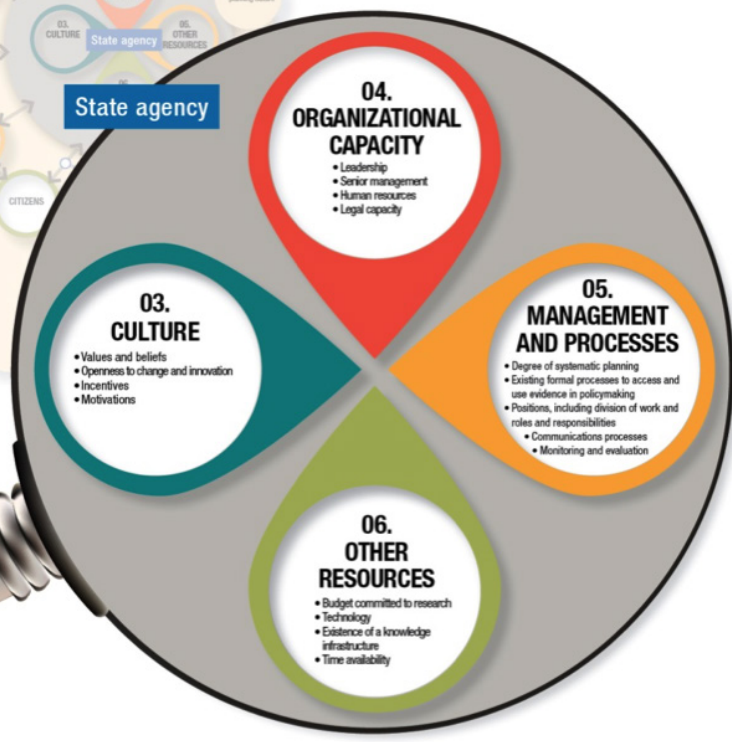 03.
CULTURE
State agency
05.
OTHER
RESOURCES
CITIZENS
State agency
04.
ORGANIZATIONAL
CAPACITY
• Leadership
• Senior management
• Human resources
• Legal capacity
03.
CULTURE
• Values and beliefs
• Openness to change and innovation
• Incentives
• Motivations
05.
MANAGEMENT
AND PROCESSES
• Degree of systematic planning
• Existing formal processes to access and
use evidence in policymaking
• Positions, including division of work and
roles and responsibilities
• Communications processes
• Monitoring and evaluation
06.
OTHER
RESOURCES
• Budget committed to research
• Technology
• Existence of a knowledge
infrastructure
• Time availability